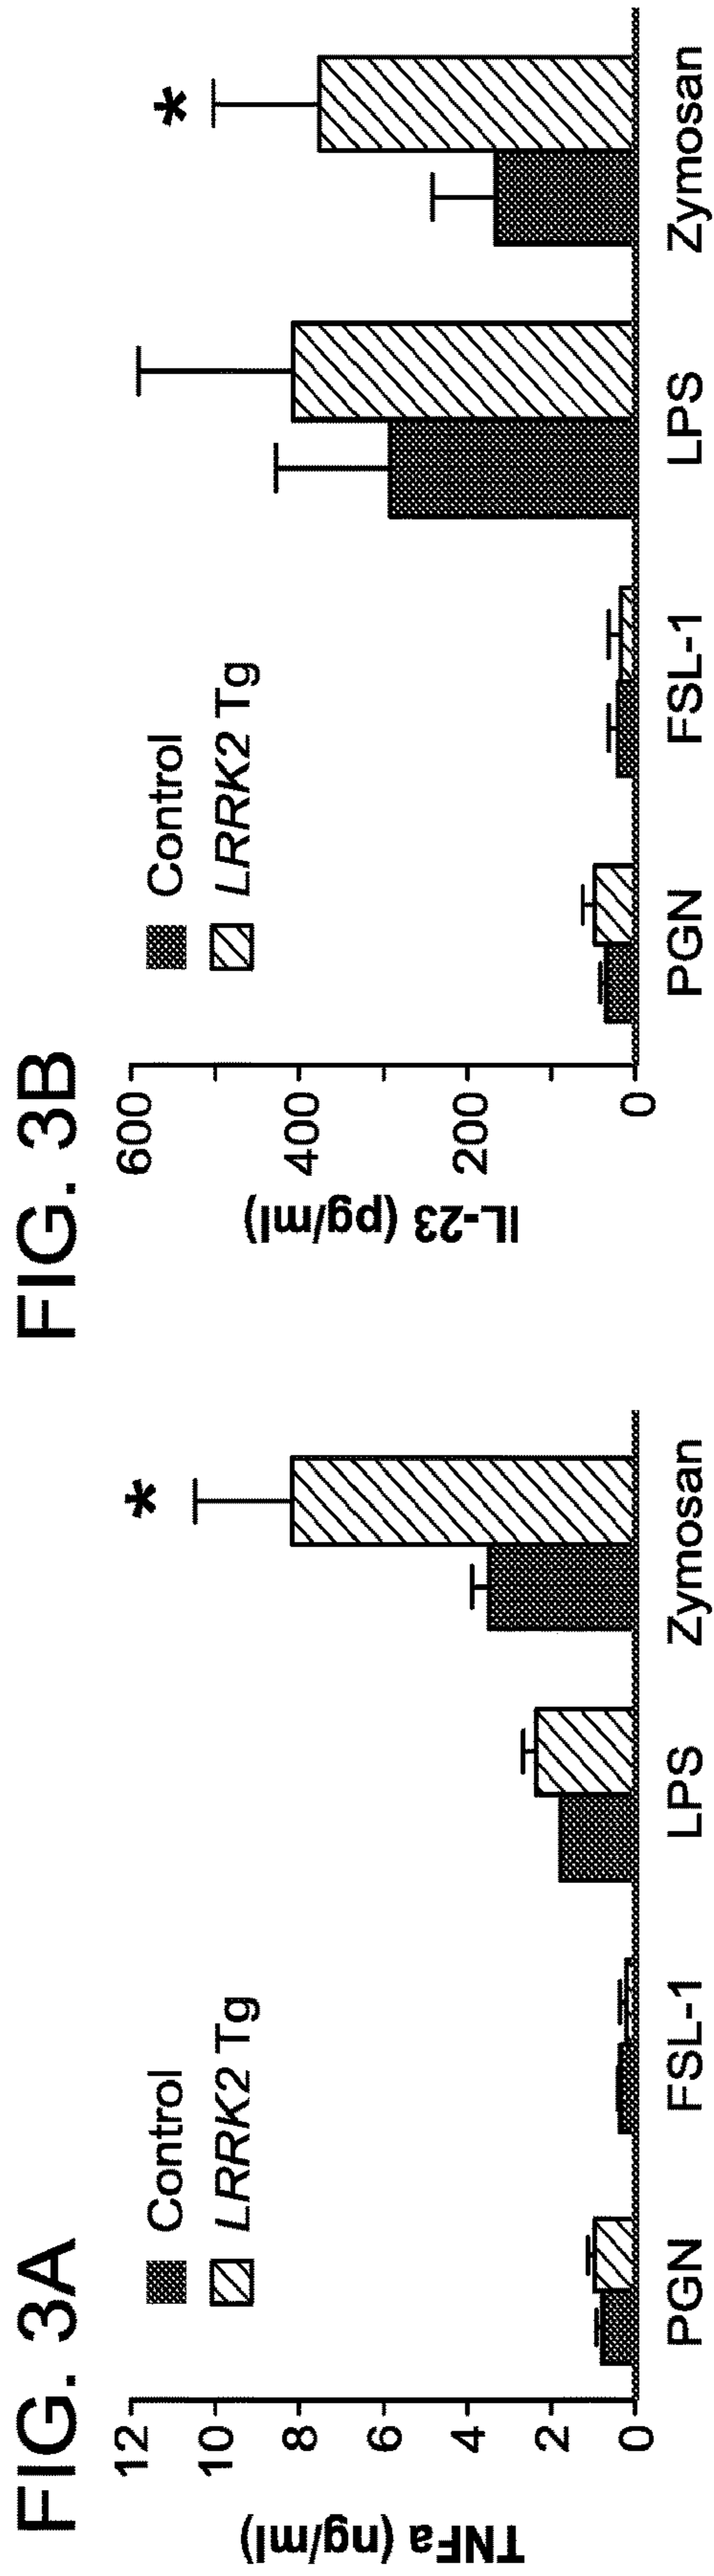 FIG. 3A
TNFa (ng/ml)
12
10
8
6
4
2
0
Control
LRRK2 Tg
*
PGN
FSL-1
LPS
Zymosan
FIG. 3B
IL-23 (pg/ml)
600
400
200
0
Control
LRRK2 Tg
*
PGN
FSL-1
LPS
Zymosan